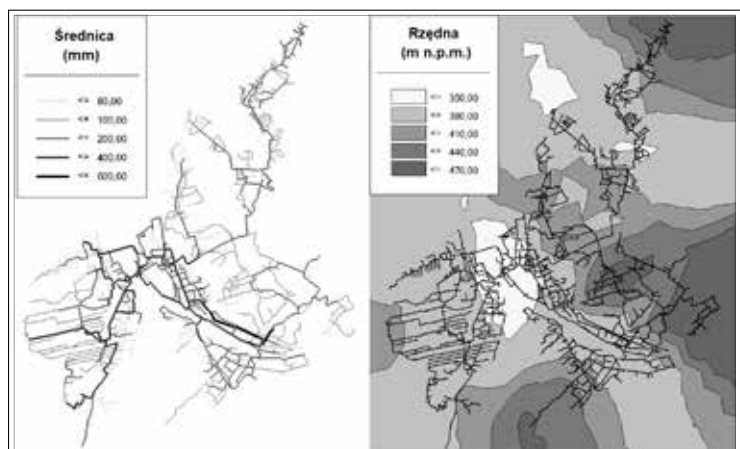 Średnica
(mm)
<= 80,00
<= 100,00
<= 200,00
<= 400,00
<= 600,00
Rzędna
(m n.p.m.)
<= 350,00
<= 380,00
<= 410,00
<= 440,00
<= 470,00